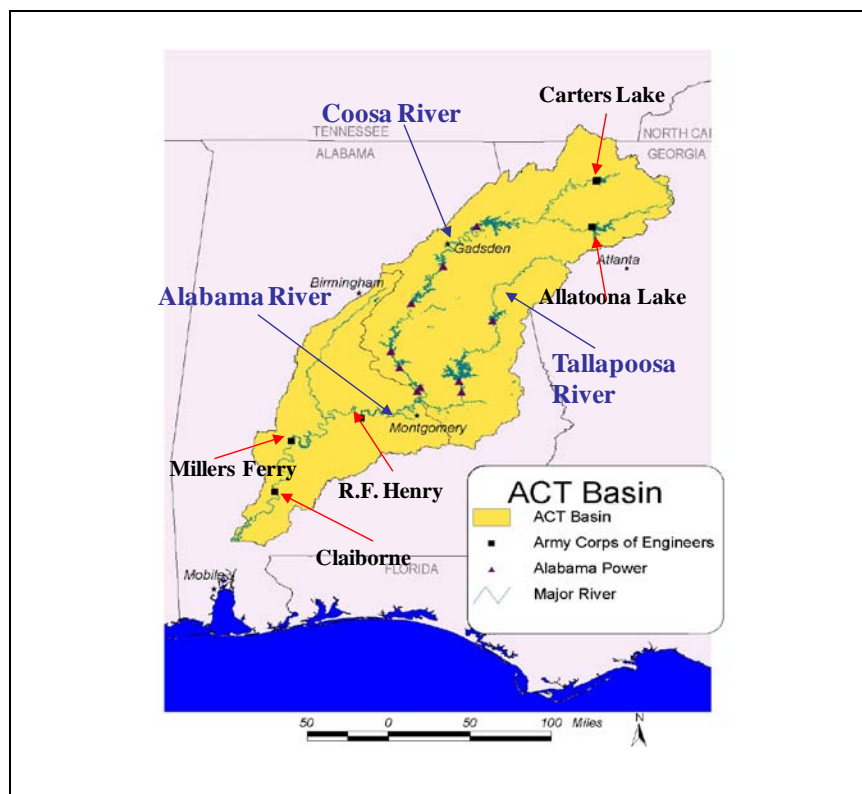 Carters Lake
Coosa River
TENNESSEE
NORTH CAI
ALABAMA
GEORGIA
Gadsden
Atlanta
Birmingham
Allatoona Lake
Alabama River
Tallapoosa
River
Montgomery
Millers Ferry
R.F. Henry
ACT Basin
ACT Basin
Army Corps of Engineers
Alabama Power
Major River
Claiborne
FLORIDA
Mobile
50 0 50 100 Miles
N